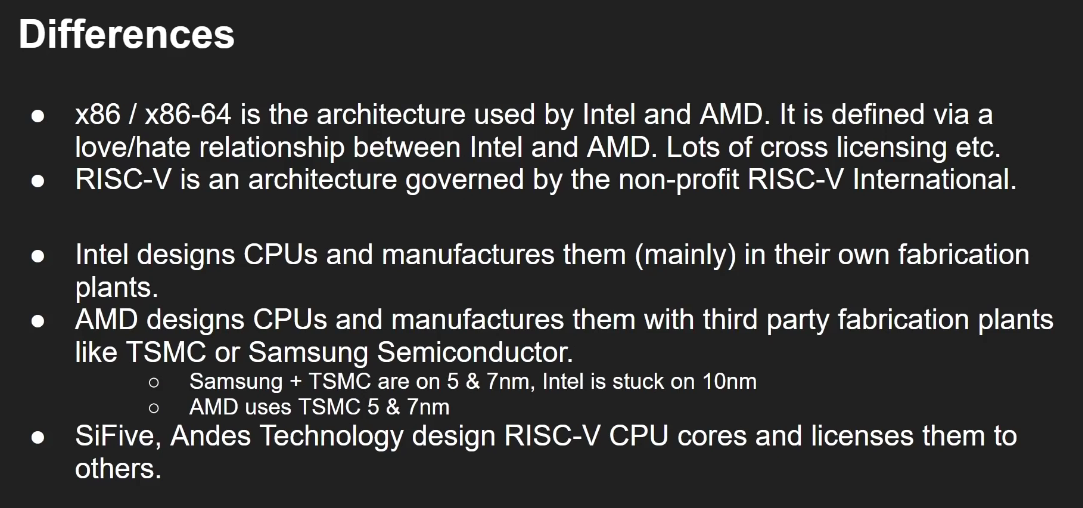 Differences
● x86 / x86-64 is the architecture used by Intel and AMD. It is defined via a
love/hate relationship between Intel and AMD. Lots of cross licensing etc.
● RISC-V is an architecture governed by the non-profit RISC-V International.
● Intel designs CPUs and manufactures them (mainly) in their own fabrication
plants.
● AMD designs CPUs and manufactures them with third party fabrication plants
like TSMC or Samsung Semiconductor.
○ Samsung + TSMC are on 5 & 7nm, Intel is stuck on 10nm
○ AMD uses TSMC 5 & 7nm
● SiFive, Andes Technology design RISC-V CPU cores and licenses them to
others.